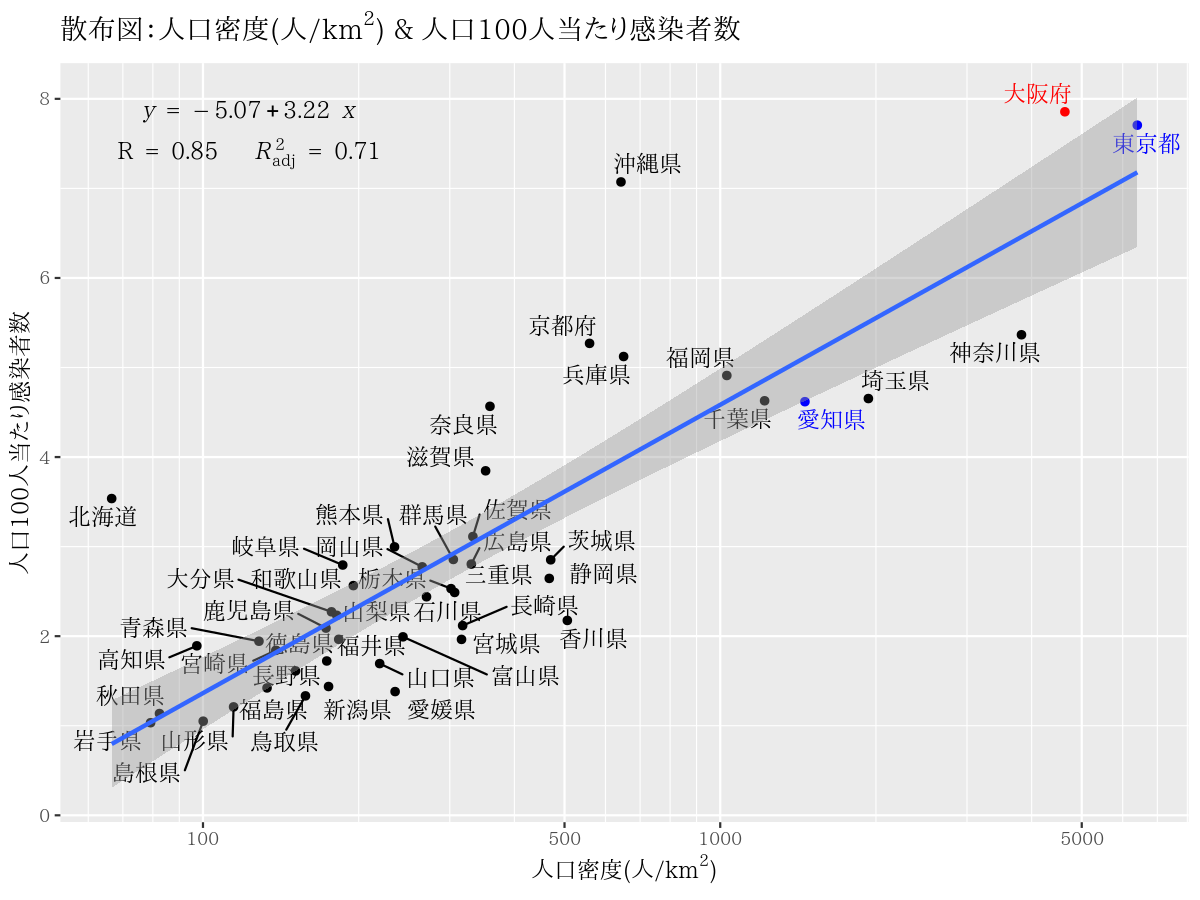 散布図：人口密度(人/km²) & 人口100人当たり感染者数
y = −5.07+3.22 x
R = 0.85 R²adj = 0.71
大阪府
東京都
沖縄県
京都府
兵庫県
福岡県
神奈川県
埼玉県
千葉県
愛知県
奈良県
滋賀県
北海道
熊本県 群馬県 佐賀県
岐阜県 岡山県 広島県 茨城県
大分県 和歌山県 栃木県 三重県 静岡県
鹿児島県 山梨県 石川県 長崎県
青森県 徳島県 福井県 宮城県 香川県
高知県 宮崎県 長野県 山口県 富山県
秋田県 福島県 新潟県 愛媛県
岩手県 山形県 鳥取県
島根県
8
6
4
2
0
100 500 1000 5000
人口密度(人/km²)
人口100人当たり感染者数